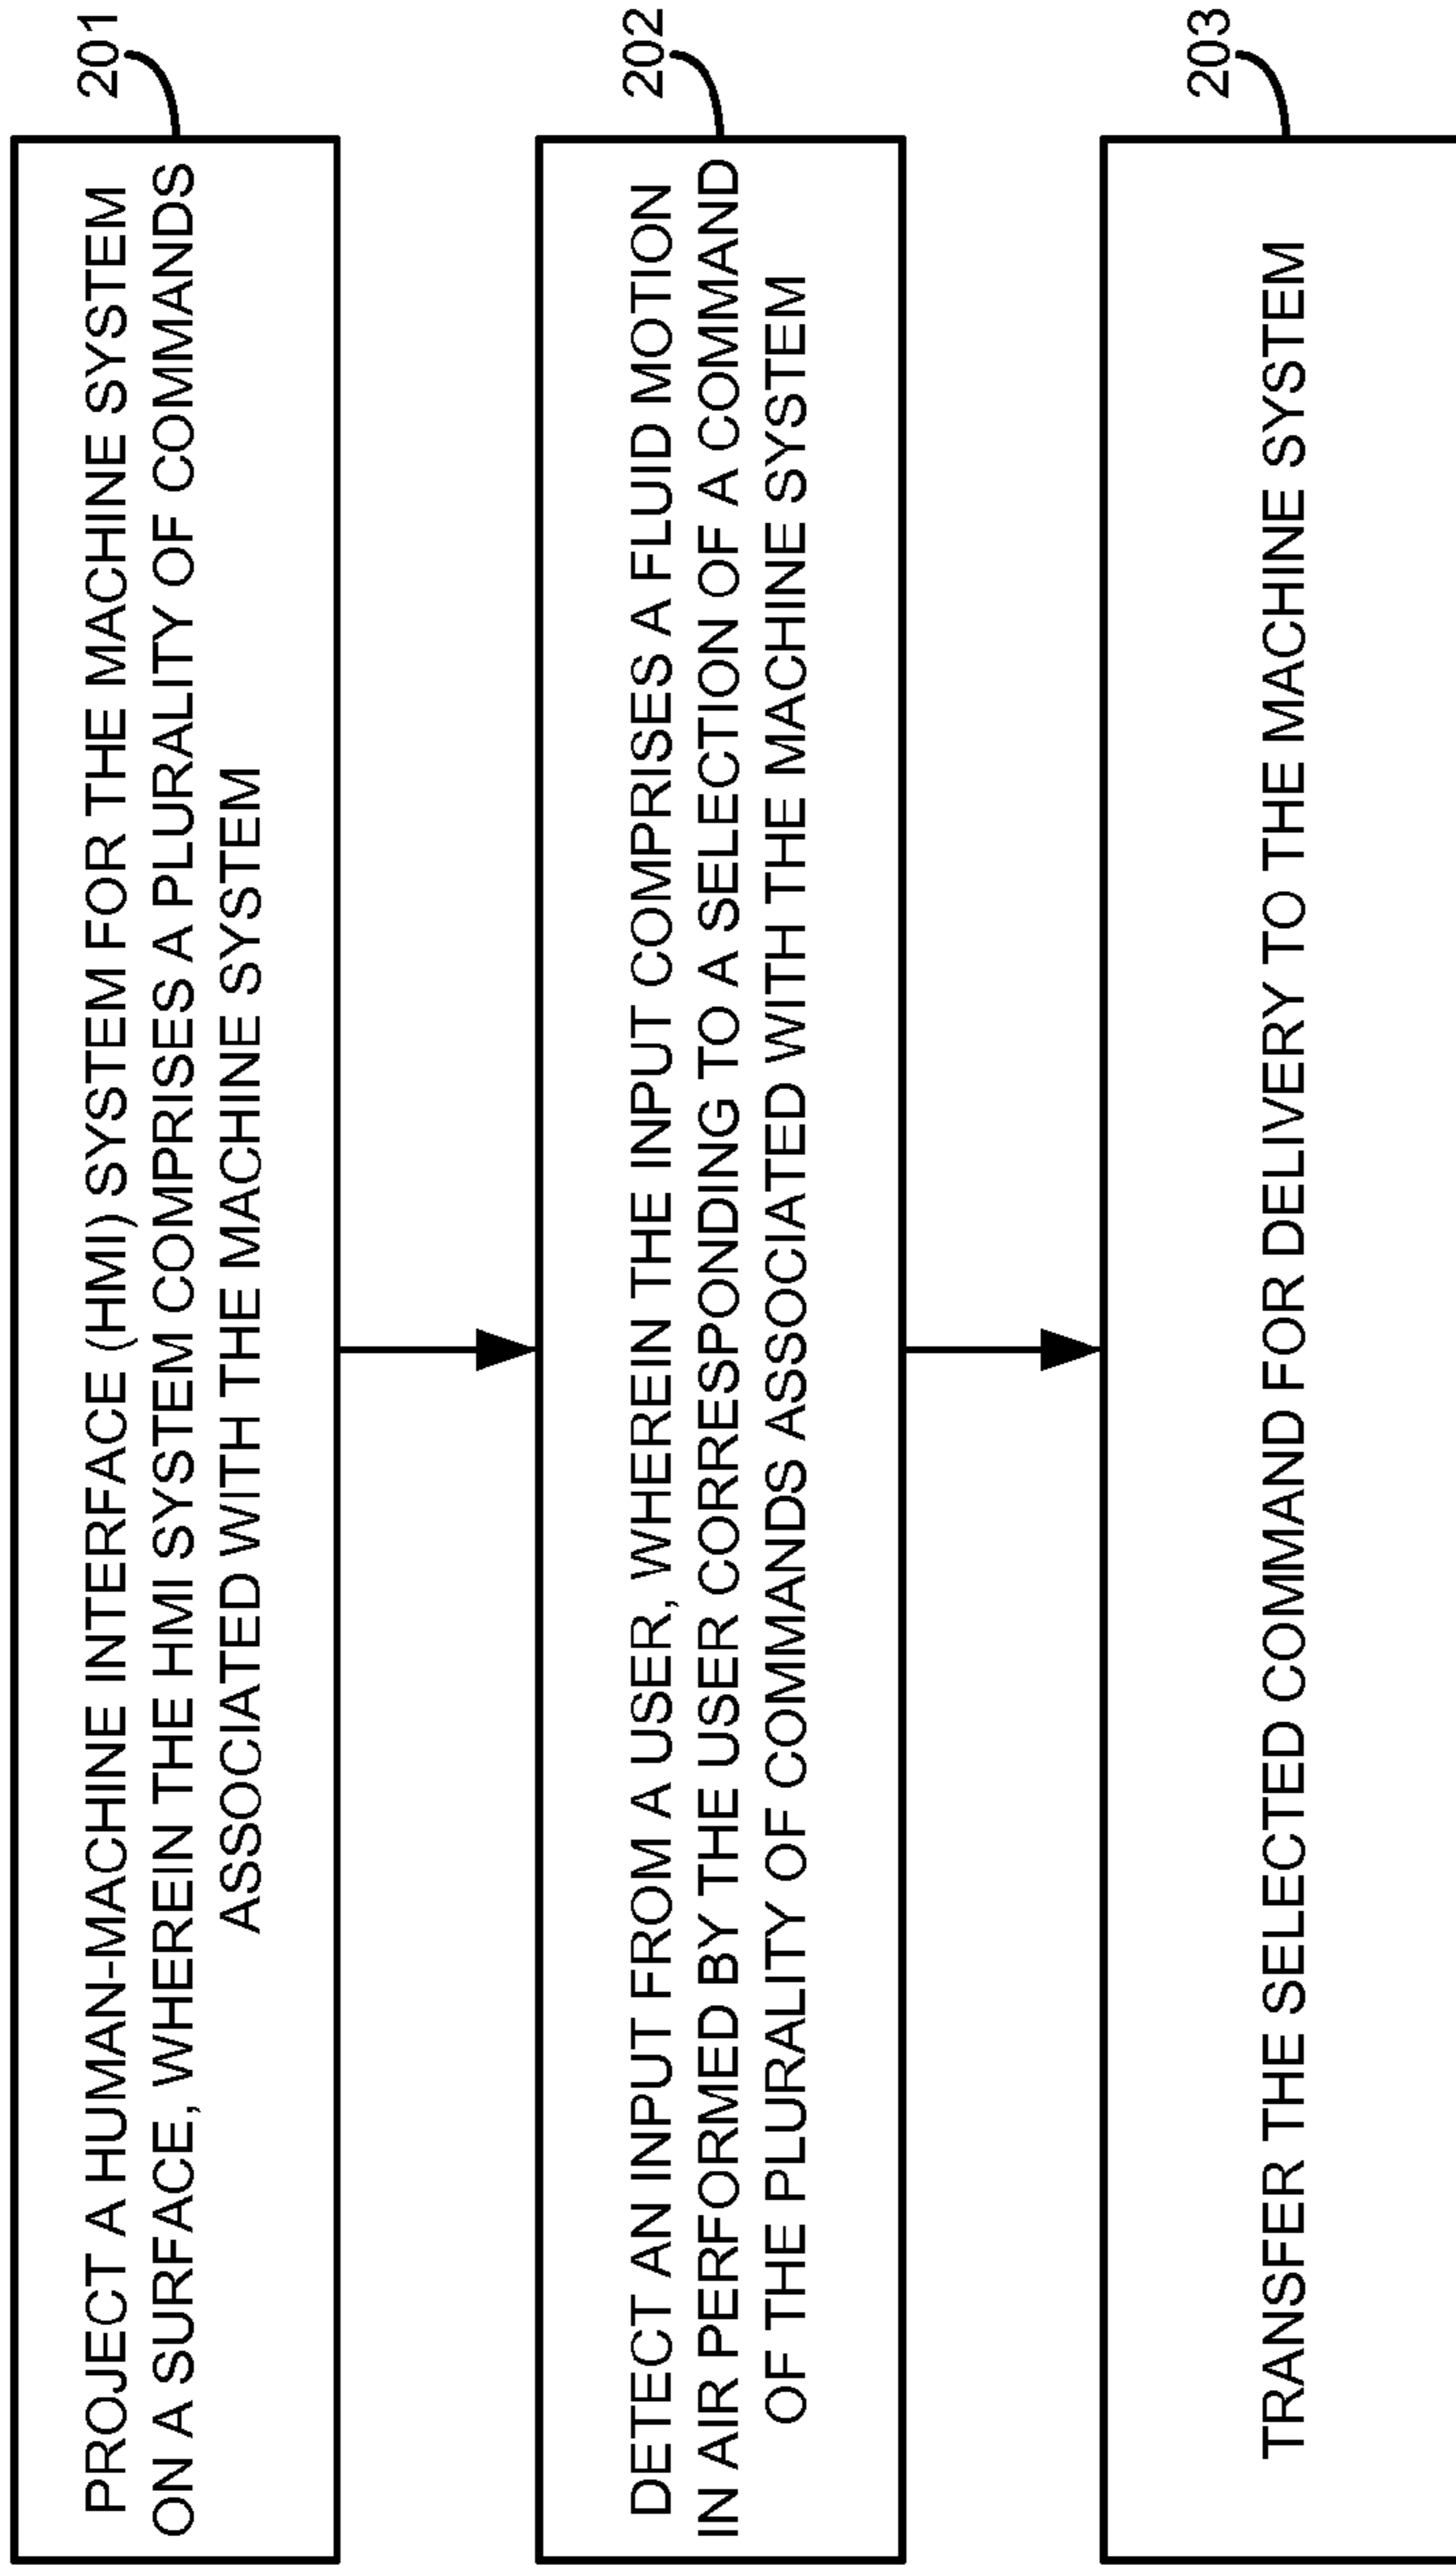 PROJECT A HUMAN-MACHINE INTERFACE (HMI) SYSTEM FOR THE MACHINE SYSTEM
ON A SURFACE, WHEREIN THE HMI SYSTEM COMPRISES A PLURALITY OF COMMANDS
ASSOCIATED WITH THE MACHINE SYSTEM
201
DETECT AN INPUT FROM A USER, WHEREIN THE INPUT COMPRISES A FLUID MOTION
IN AIR PERFORMED BY THE USER CORRESPONDING TO A SELECTION OF A COMMAND
OF THE PLURALITY OF COMMANDS ASSOCIATED WITH THE MACHINE SYSTEM
202
TRANSFER THE SELECTED COMMAND FOR DELIVERY TO THE MACHINE SYSTEM
203